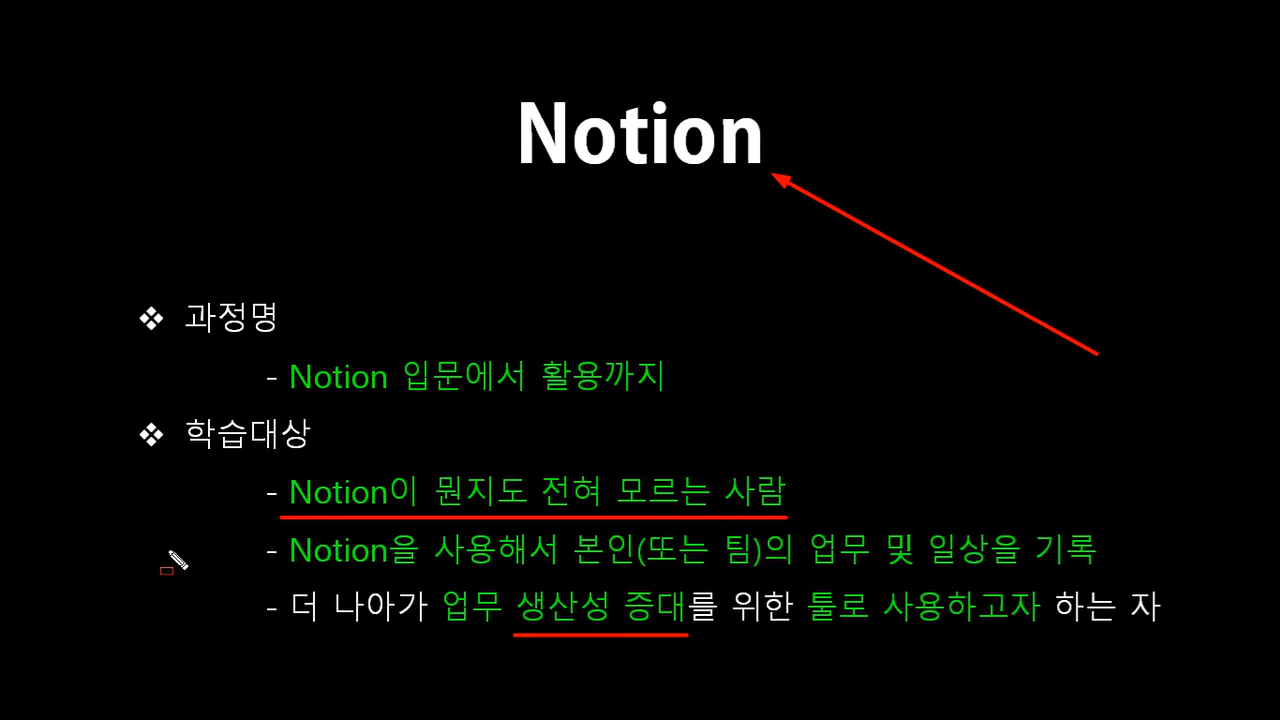 Notion
❖ 과정명
- Notion 입문에서 활용까지
❖ 학습대상
- Notion이 뭔지도 전혀 모르는 사람
- Notion을 사용해서 본인(또는 팀)의 업무 및 일상을 기록
- 더 나아가 업무 생산성 증대를 위한 툴로 사용하고자 하는 자